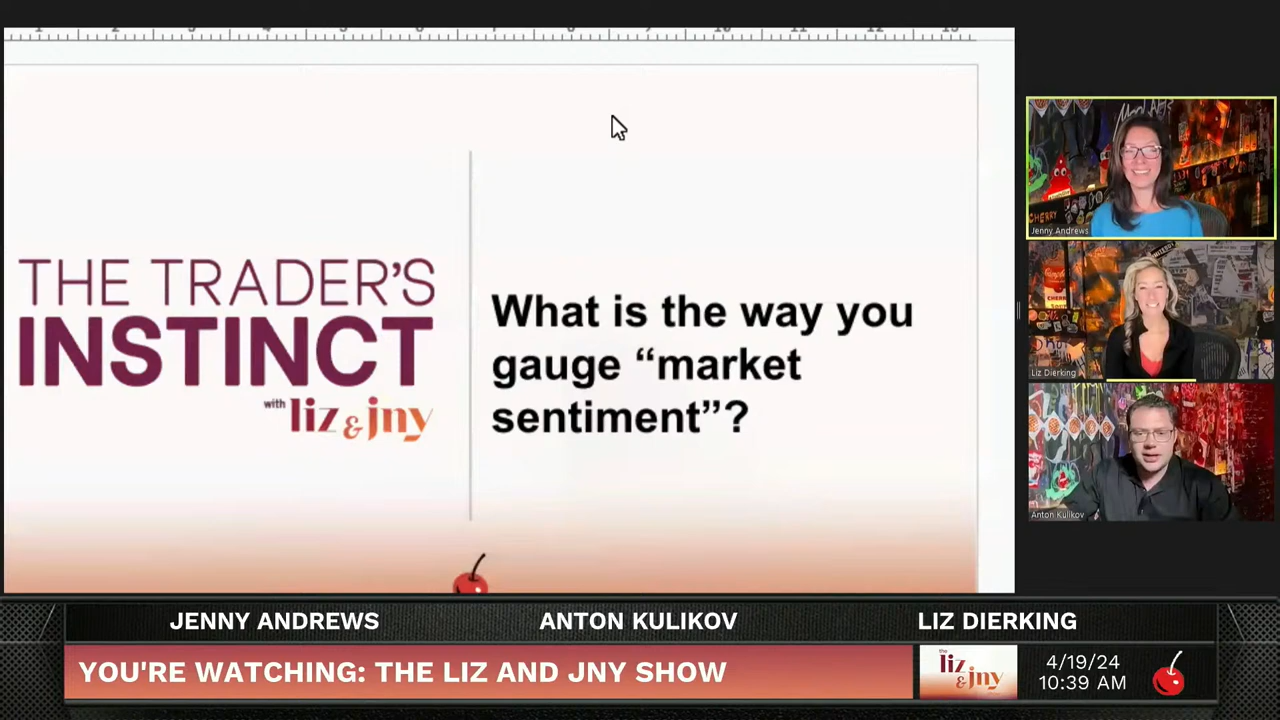 THE TRADER'S
INSTINCT
with liz & jny
What is the way you
gauge “market
sentiment”?
CHERRY
Jenny Andrews
Liz Dierking
Anton Kulikov
JENNY ANDREWS
ANTON KULIKOV
LIZ DIERKING
YOU'RE WATCHING: THE LIZ AND JNY SHOW
the
liz
& jny
4/19/24
10:39 AM